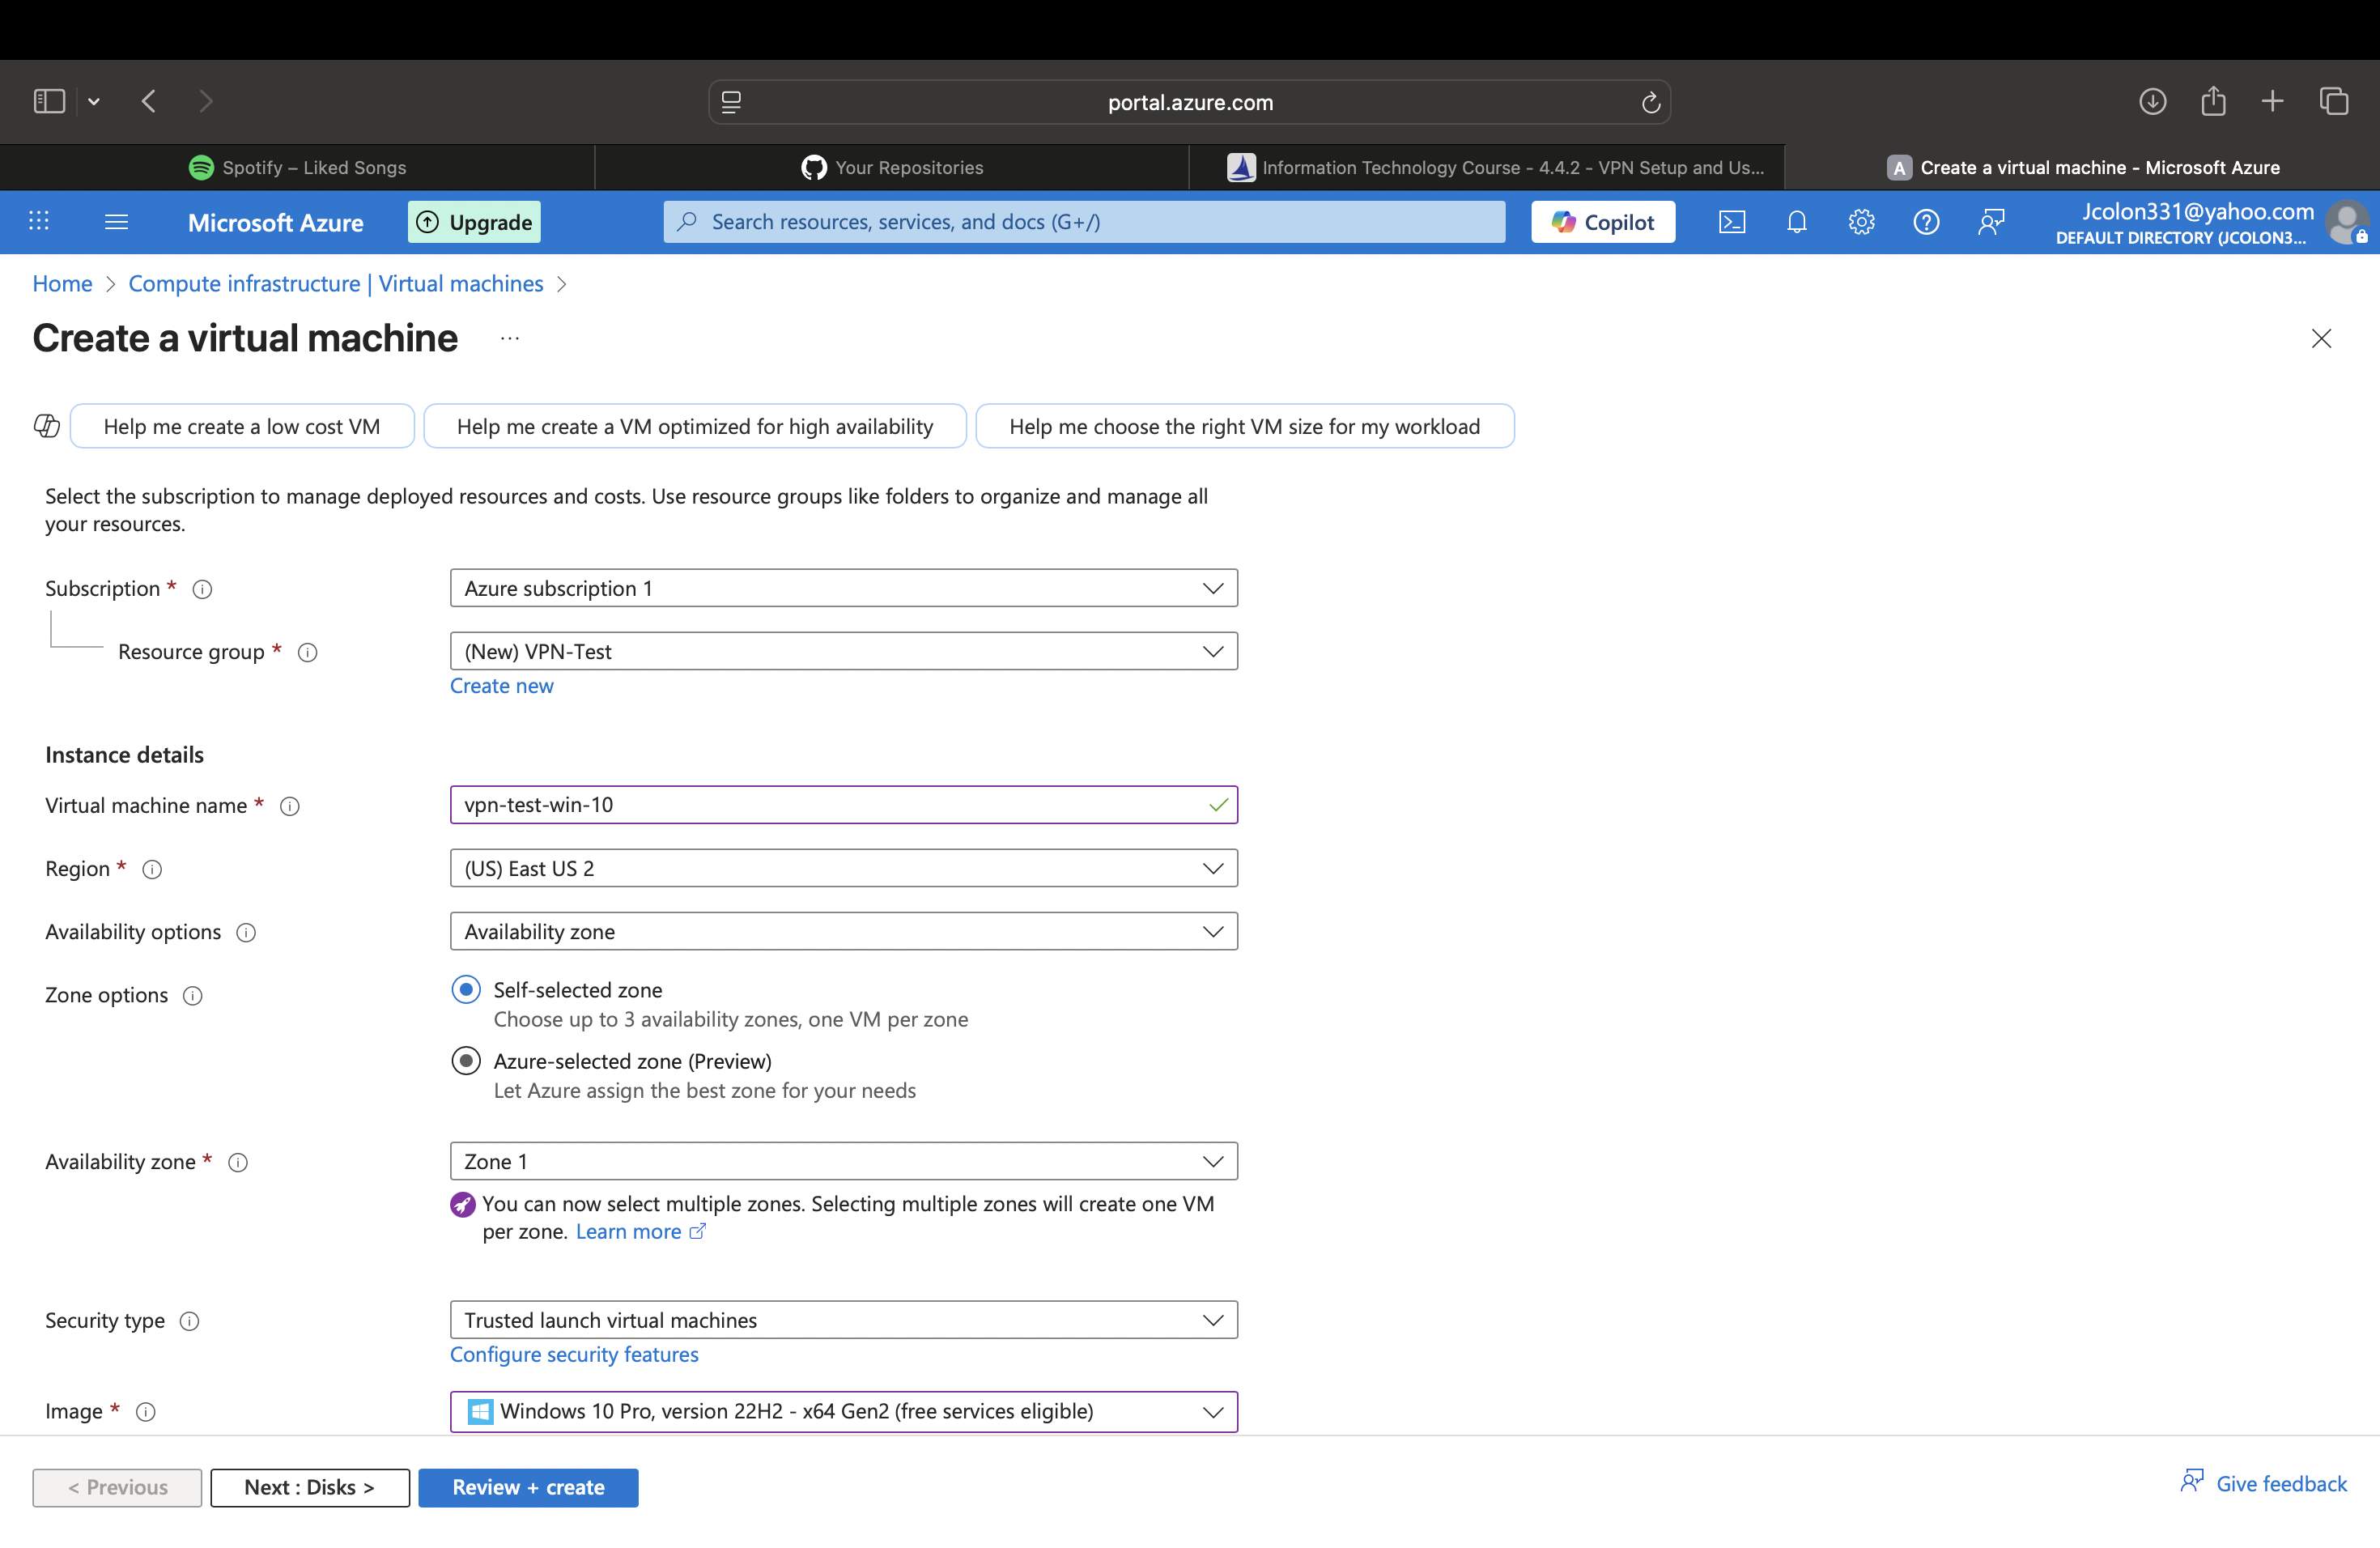 portal.azure.com
Spotify – Liked Songs
Your Repositories
Information Technology Course - 4.4.2 - VPN Setup and Us...
A Create a virtual machine - Microsoft Azure
Microsoft Azure
Upgrade
Search resources, services, and docs (G+/)
Copilot
Jcolon331@yahoo.com
DEFAULT DIRECTORY (JCOLON3...
Home > Compute infrastructure | Virtual machines >
Create a virtual machine ...
Help me create a low cost VM
Help me create a VM optimized for high availability
Help me choose the right VM size for my workload
Select the subscription to manage deployed resources and costs. Use resource groups like folders to organize and manage all
your resources.
Subscription *
Azure subscription 1
Resource group *
(New) VPN-Test
Create new
Instance details
Virtual machine name *
vpn-test-win-10
Region *
(US) East US 2
Availability options
Availability zone
Zone options
Self-selected zone
Choose up to 3 availability zones, one VM per zone
Azure-selected zone (Preview)
Let Azure assign the best zone for your needs
Availability zone *
Zone 1
You can now select multiple zones. Selecting multiple zones will create one VM
per zone. Learn more
Security type
Trusted launch virtual machines
Configure security features
Image *
Windows 10 Pro, version 22H2 - x64 Gen2 (free services eligible)
< Previous
Next : Disks >
Review + create
Give feedback